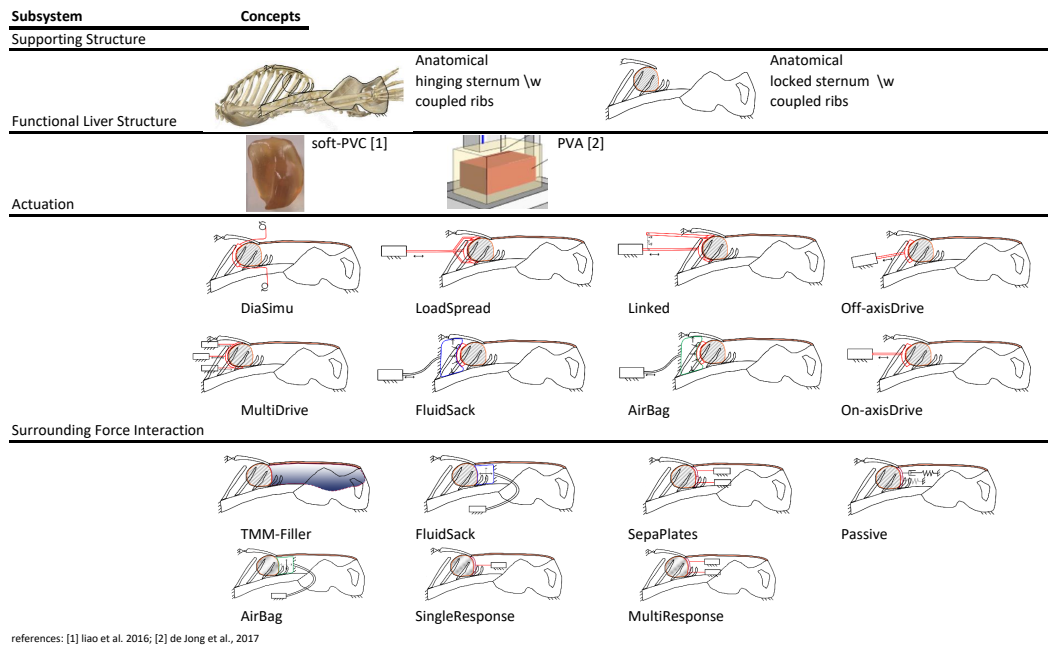 Subsystem Concepts
Supporting Structure
Anatomical
hinging sternum \w
coupled ribs
Anatomical
locked sternum \w
coupled ribs
Functional Liver Structure
soft-PVC [1] PVA [2]
Actuation
DiaSimu LoadSpread Linked Off-axisDrive
MultiDrive FluidSack AirBag On-axisDrive
Surrounding Force Interaction
TMM-Filler FluidSack SepaPlates Passive
AirBag SingleResponse MultiResponse
references: [1] liao et al. 2016; [2] de Jong et al., 2017